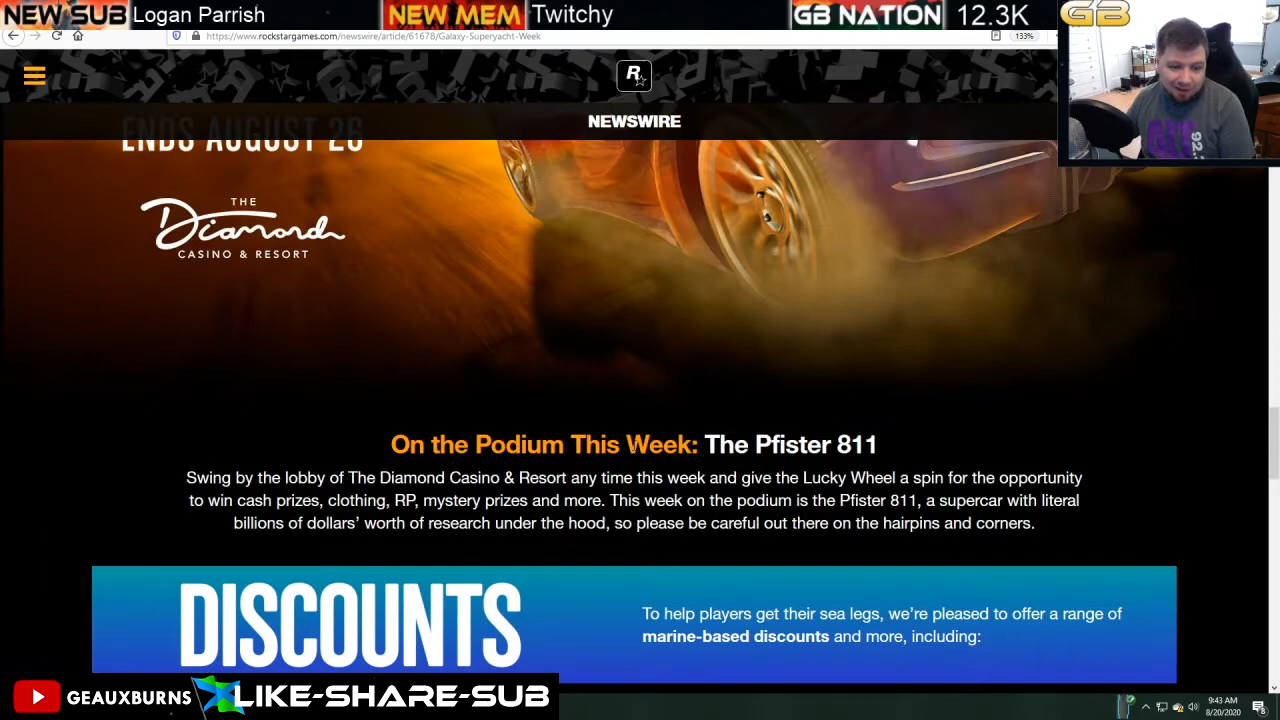 NEW SUB Logan Parrish
NEW MEM Twitchy
GB NATION 12.3K
GB
https://www.rockstargames.com/newswire/article/61678/Galaxy-Superyacht-Week
133%
R
NEWSWIRE
ENDS AUGUST 26
THE
Diamond
CASINO & RESORT
On the Podium This Week: The Pfister 811
Swing by the lobby of The Diamond Casino & Resort any time this week and give the Lucky Wheel a spin for the opportunity
to win cash prizes, clothing, RP, mystery prizes and more. This week on the podium is the Pfister 811, a supercar with literal
billions of dollars' worth of research under the hood, so please be careful out there on the hairpins and corners.
DISCOUNTS
To help players get their sea legs, we're pleased to offer a range of
marine-based discounts and more, including:
GEAUXBURNS
LIKE-SHARE-SUB
9:43 AM
8/20/2020